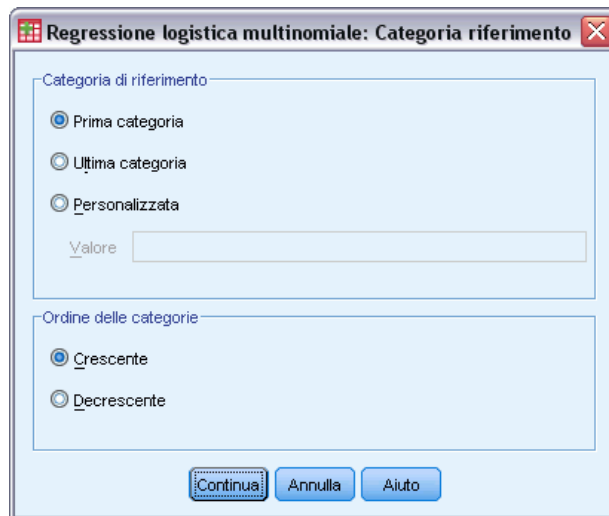 Regressione logistica multinomiale: Categoria riferimento
Categoria di riferimento
Prima categoria
Ultima categoria
Personalizzata
Valore
Ordine delle categorie
Crescente
Decrescente
Continua Annulla Aiuto